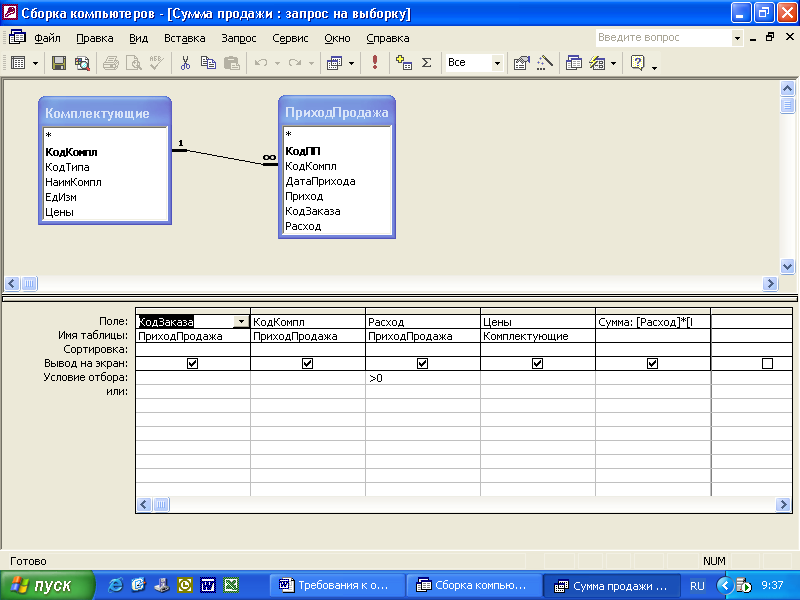 Сборка компьютеров - [Сумма продажи : запрос на выборку]
Файл Правка Вид Вставка Запрос Сервис Окно Справка Введите вопрос
Все
Комплектующие
*
КодКомпл
КодТипа
НаимКомпл
ЕдИзм
Цены
1 ∞
ПриходПродажа
*
КодПП
КодКомпл
ДатаПрихода
Приход
КодЗаказа
Расход
Поле: КодЗаказа КодКомпл Расход Цены Сумма: [Расход]*[
Имя таблицы: ПриходПродажа ПриходПродажа ПриходПродажа Комплектующие
Сортировка:
Вывод на экран:
Условие отбора: >0
или:
Готово NUM
пуск Требования к о... Сборка компью... Сумма продажи ... RU 9:37